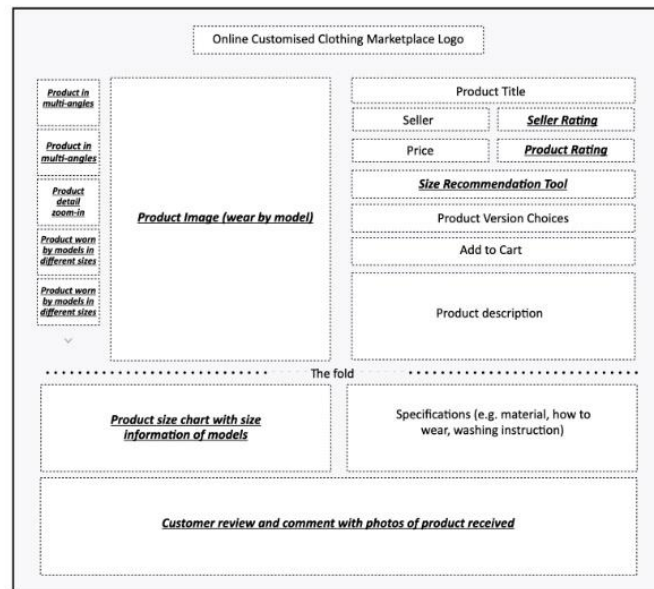 Online Customised Clothing Marketplace Logo
Product in
multi-angles
Product in
multi-angles
Product
detail
zoom-in
Product worn
by models in
different sizes
Product worn
by models in
different sizes
Product Image (wear by model)
Product Title
Seller
Seller Rating
Price
Product Rating
Size Recommendation Tool
Product Version Choices
Add to Cart
Product description
The fold
Product size chart with size
information of models
Specifications (e.g. material, how to
wear, washing instruction)
Customer review and comment with photos of product received